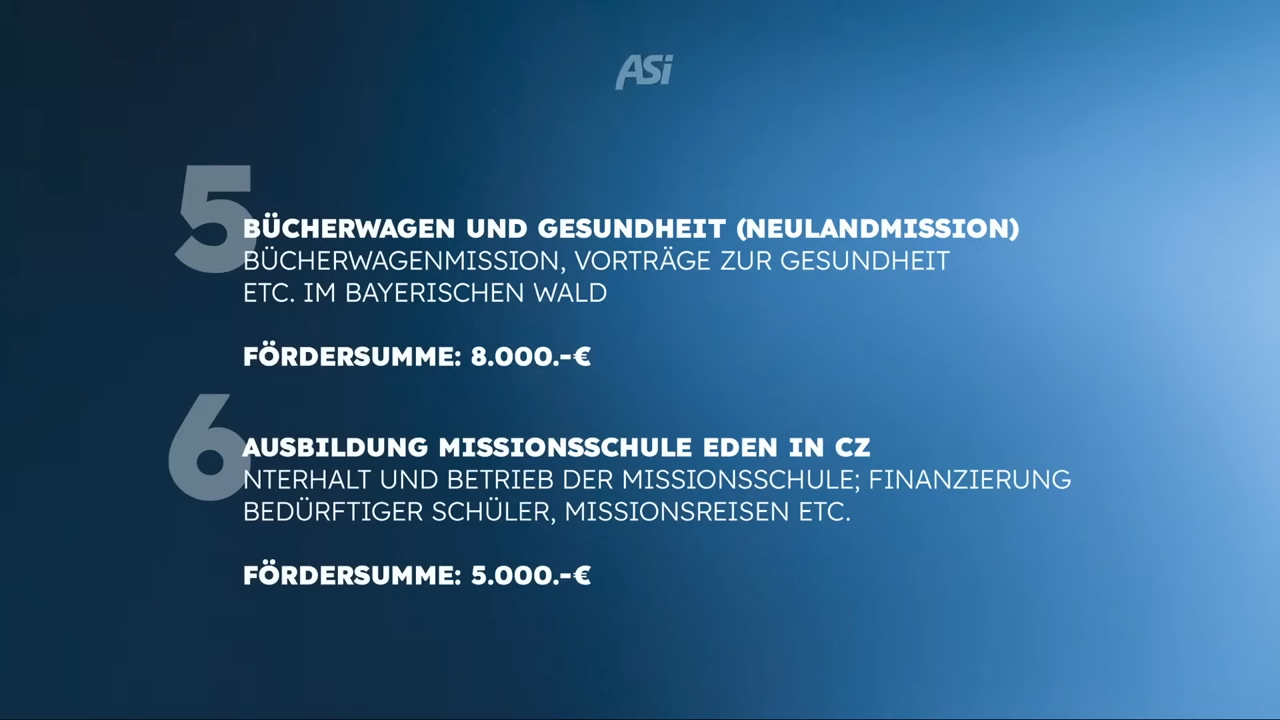 ASi
5
BÜCHERWAGEN UND GESUNDHEIT (NEULANDMISSION)
BÜCHERWAGENMISSION, VORTRÄGE ZUR GESUNDHEIT
ETC. IM BAYERISCHEN WALD
FÖRDERSUMME: 8.000.-€
6
AUSBILDUNG MISSIONSSCHULE EDEN IN CZ
NTERHALT UND BETRIEB DER MISSIONSSCHULE; FINANZIERUNG
BEDÜRFTIGER SCHÜLER, MISSIONSREISEN ETC.
FÖRDERSUMME: 5.000.-€